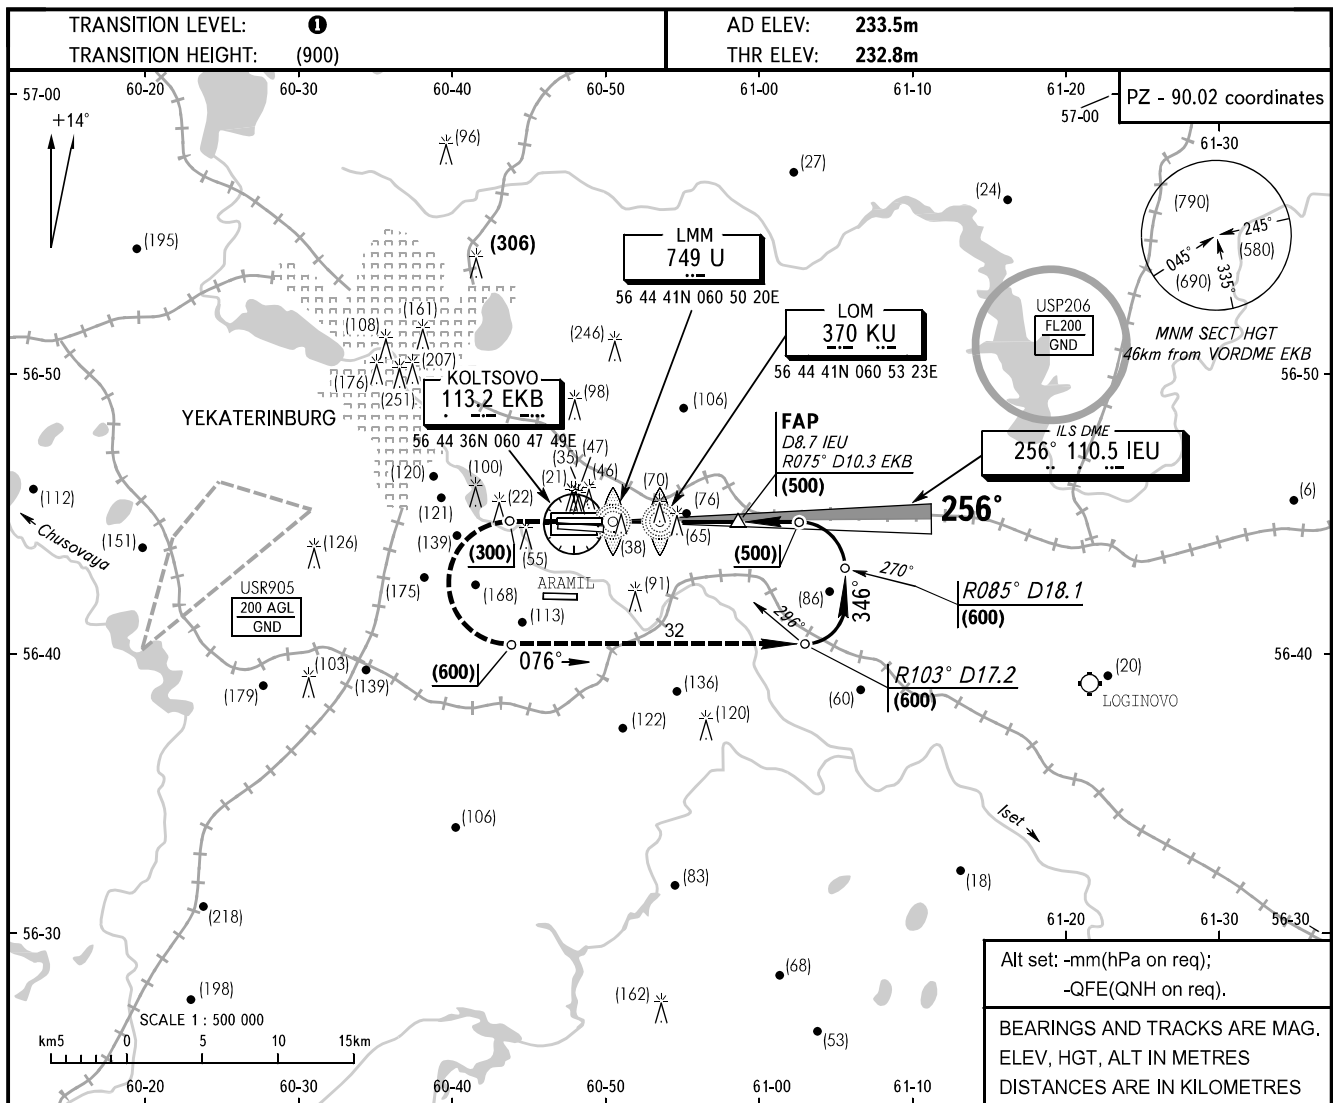 TRANSITION LEVEL: ❶
TRANSITION HEIGHT: (900)
AD ELEV: 233.5m
THR ELEV: 232.8m
57-00
60-20
60-30
60-40
60-50
61-00
61-10
61-20
57-00
PZ - 90.02 coordinates
61-30
+14°
(96)
(27)
(24)
(790)
245°
045°
(580)
(690)
335°
MNM SECT HGT
46km from VORDME EKB
(195)
(306)
LMM
749 U
56 44 41N 060 50 20E
LOM
370 KU
56 44 41N 060 53 23E
USP206
FL200
GND
(161)
(108)
(207)
(176)
(251)
(246)
56-50
56-50
KOLTSOVO
113.2 EKB
56 44 36N 060 47 49E
(98)
(106)
YEKATERINBURG
FAP
D8.7 IEU
R075° D10.3 EKB
(500)
ILS DME
256° 110.5 IEU
256°
(47)
(35)
(46)
(21)
(70)
(76)
(120)
(100)
(22)
(121)
(112)
(6)
Chusovaya
(151)
(126)
(139)
(300)
(55)
(38)
(65)
(500)
270°
R085° D18.1
(600)
USR905
200 AGL
GND
(175)
(168)
ARAMIL
(91)
(113)
(86)
346°
296°
32
56-40
56-40
(600)
076°
R103° D17.2
(600)
(103)
(179)
(139)
(136)
(122)
(120)
(60)
(20)
LOGINOVO
(106)
Iset
(83)
(18)
(218)
56-30
61-20
61-30
56-30
(68)
(198)
(162)
(53)
SCALE 1 : 500 000
km5 0 5 10 15km
Alt set: -mm(hPa on req);
-QFE(QNH on req).
BEARINGS AND TRACKS ARE MAG.
ELEV, HGT, ALT IN METRES
DISTANCES ARE IN KILOMETRES
60-20
60-30
60-40
60-50
61-00
61-10